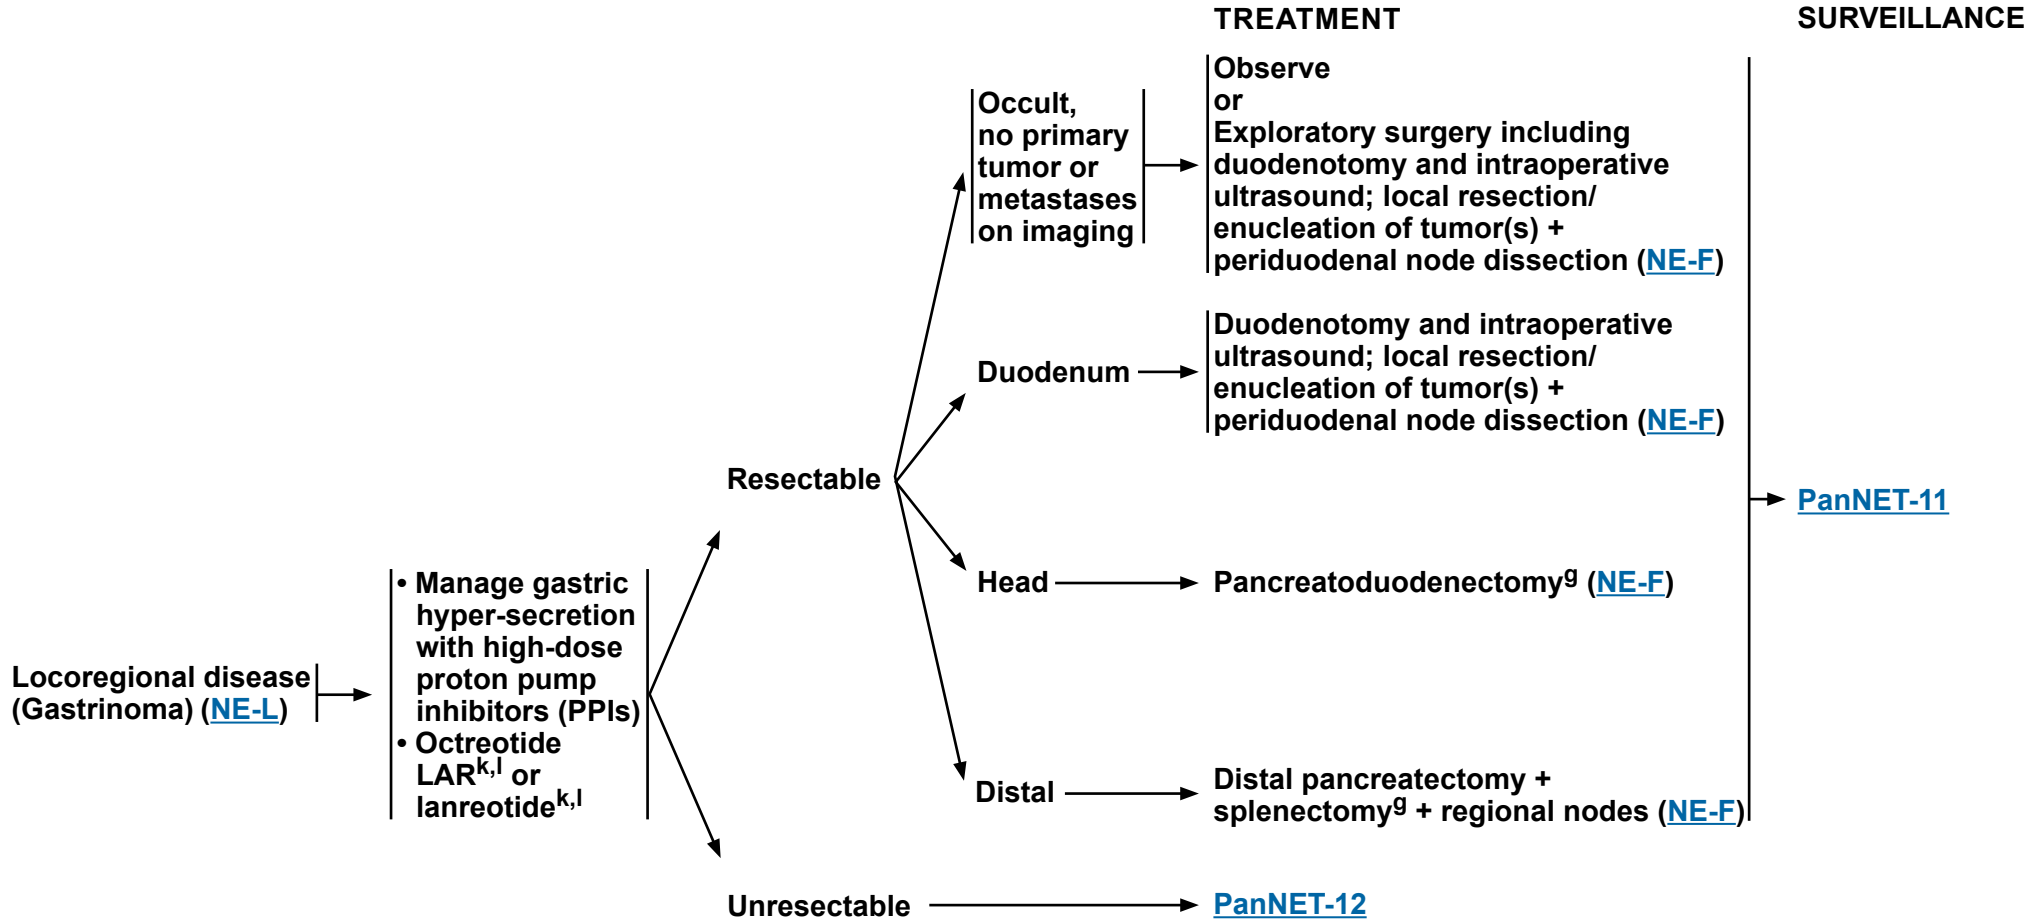 TREATMENT
SURVEILLANCE
Locoregional disease
(Gastrinoma) (NE-L)
• Manage gastric
hyper-secretion
with high-dose
proton pump
inhibitors (PPIs)
• Octreotide
LARk,l or
lanreotidek,l
Resectable
Occult,
no primary
tumor or
metastases
on imaging
Observe
or
Exploratory surgery including
duodenotomy and intraoperative
ultrasound; local resection/
enucleation of tumor(s) +
periduodenal node dissection (NE-F)
Duodenum
Duodenotomy and intraoperative
ultrasound; local resection/
enucleation of tumor(s) +
periduodenal node dissection (NE-F)
Head
Pancreatoduodenectomyg (NE-F)
Distal
Distal pancreatectomy +
splenectomyg + regional nodes (NE-F)
PanNET-11
Unresectable
PanNET-12